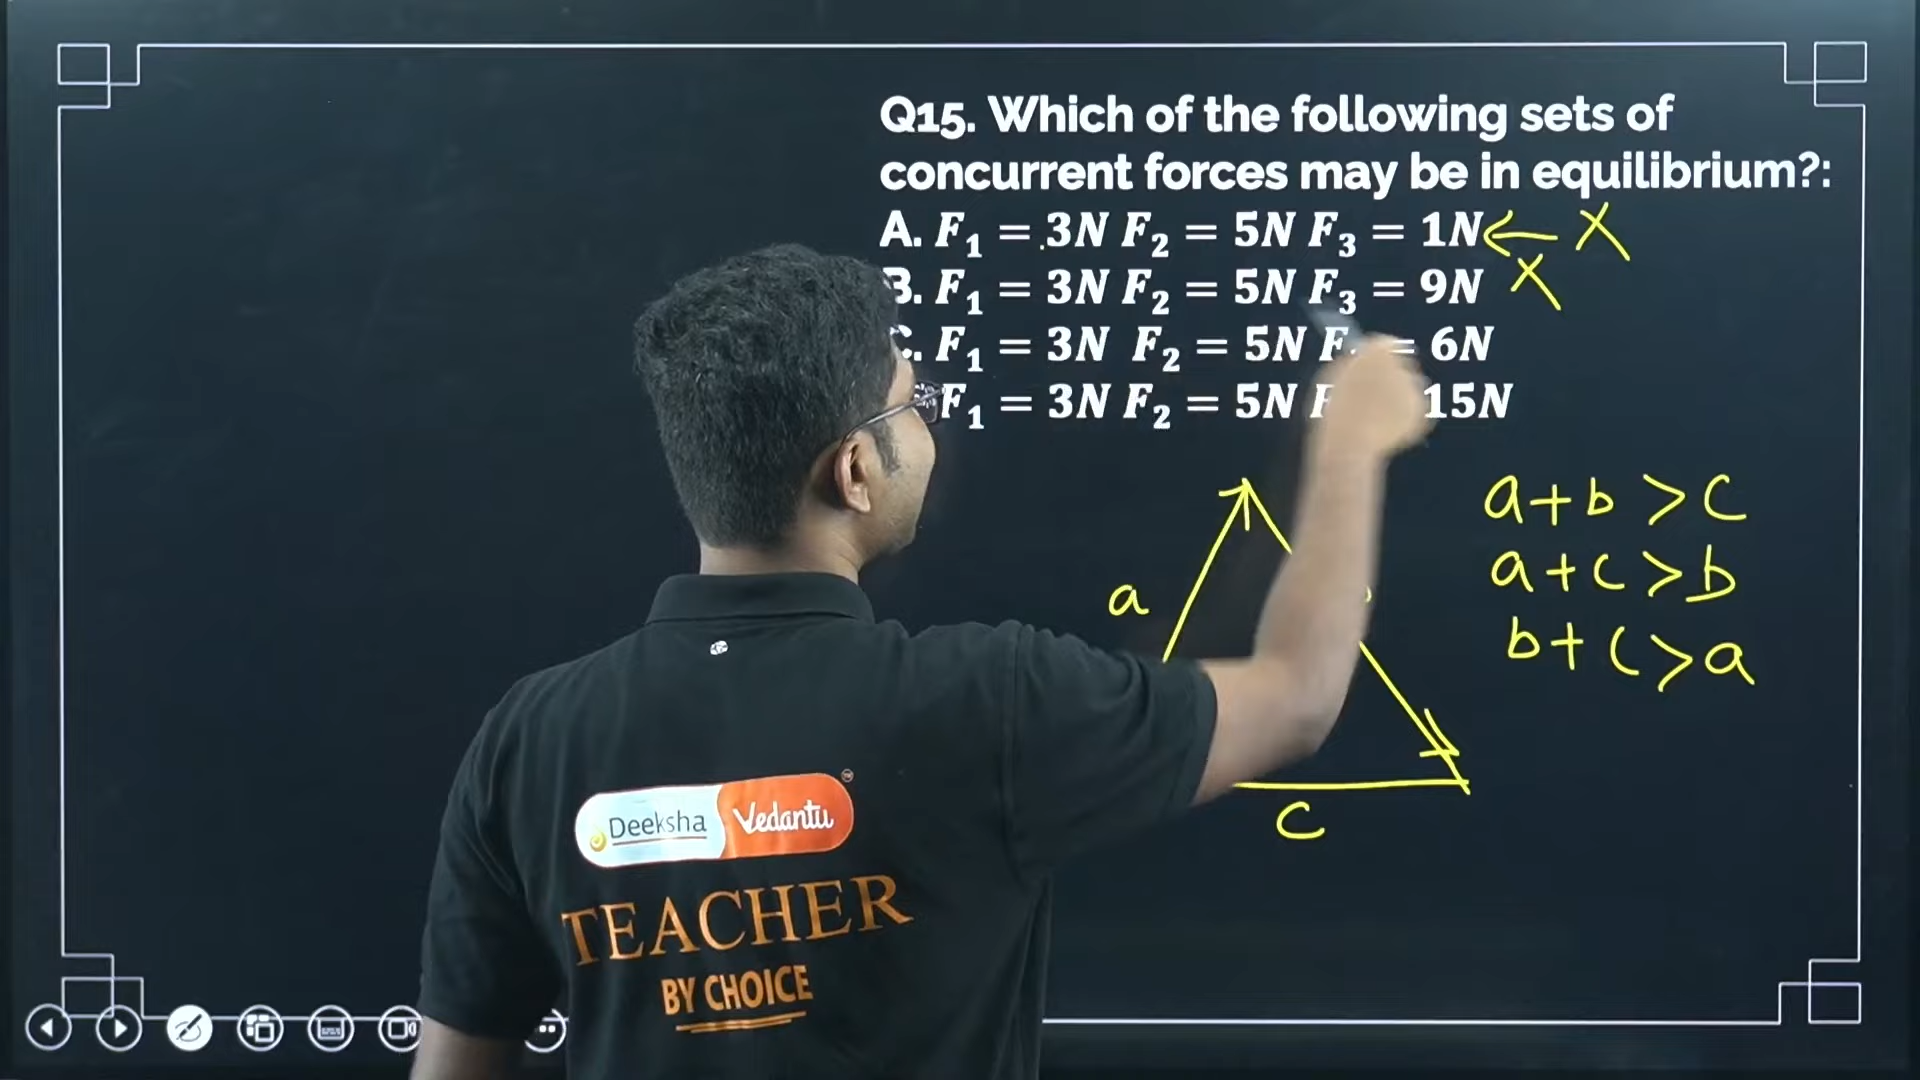 Q15. Which of the following sets of
concurrent forces may be in equilibrium?:
A. F₁ = 3N F₂ = 5N F₃ = 1N ← X
B. F₁ = 3N F₂ = 5N F₃ = 9N X
C. F₁ = 3N F₂ = 5N F = 6N
F₁ = 3N F₂ = 5N F 15N
a+b >c
a+c>b
b+c>a
a
c
Deeksha Vedantu
TEACHER
BY CHOICE